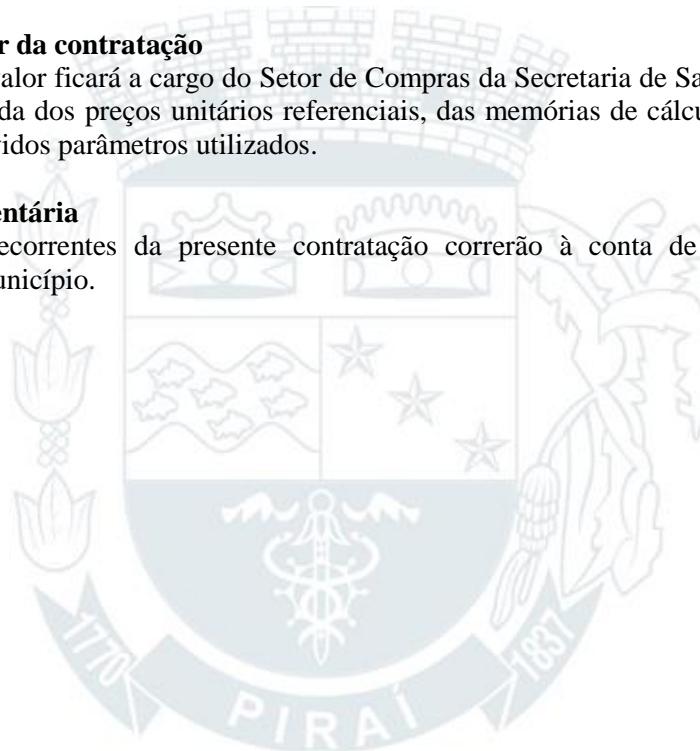 r da contratação
alor ficará a cargo do Setor de Compras da Secretaria de Sa
da dos preços unitários referenciais, das memórias de cálcu
vidos parâmetros utilizados.
entária
ecorrentes da presente contratação correrão à conta de
unicípio.
1770
1837
PIRAÍ